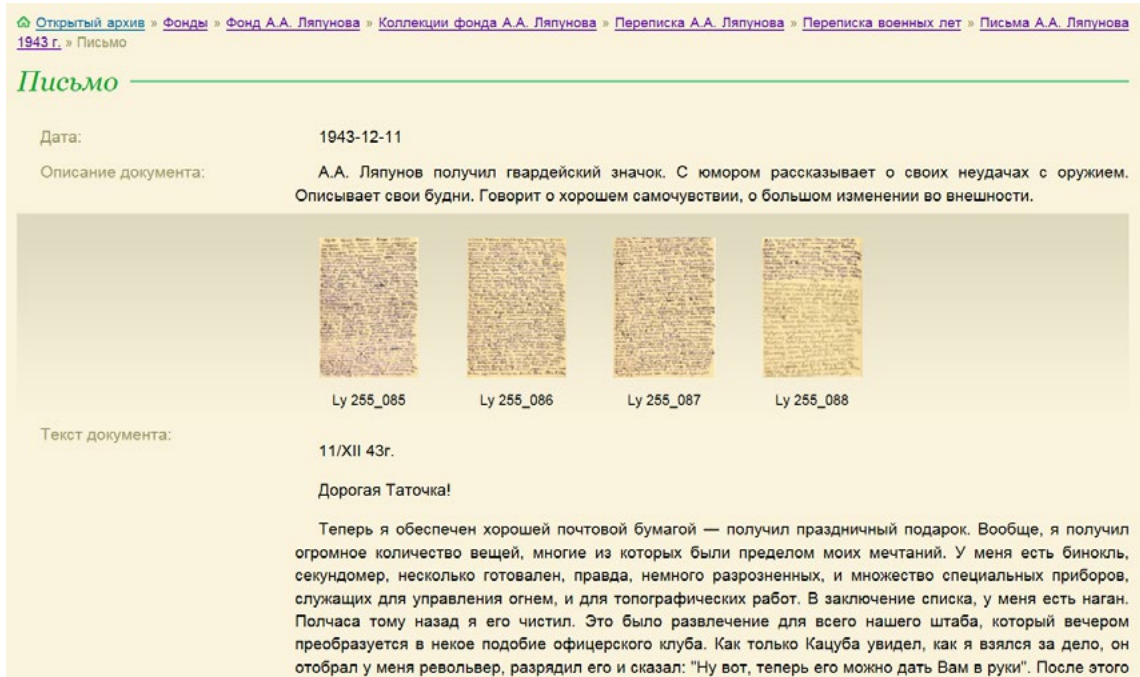 Открытый архив » Фонды » Фонд А.А. Ляпунова » Коллекции фонда А.А. Ляпунова » Переписка А.А. Ляпунова » Переписка военных лет » Письма А.А. Ляпунова
1943 г. » Письмо
Письмо
Дата: 1943-12-11
Описание документа: А.А. Ляпунов получил гвардейский значок. С юмором рассказывает о своих неудачах с оружием.
Описывает свои будни. Говорит о хорошем самочувствии, о большом изменении во внешности.
Ly 255_085 Ly 255_086 Ly 255_087 Ly 255_088
Текст документа:
11/XII 43г.
Дорогая Таточка!
Теперь я обеспечен хорошей почтовой бумагой — получил праздничный подарок. Вообще, я получил
огромное количество вещей, многие из которых были пределом моих мечтаний. У меня есть бинокль,
секундомер, несколько готовален, правда, немного разрозненных, и множество специальных приборов,
служащих для управления огнем, и для топографических работ. В заключение списка, у меня есть наган.
Полчаса тому назад я его чистил. Это было развлечение для всего нашего штаба, который вечером
преобразуется в некое подобие офицерского клуба. Как только Кацуба увидел, как я взялся за дело, он
отобрал у меня револьвер, разрядил его и сказал: "Ну вот, теперь его можно дать Вам в руки". После этого